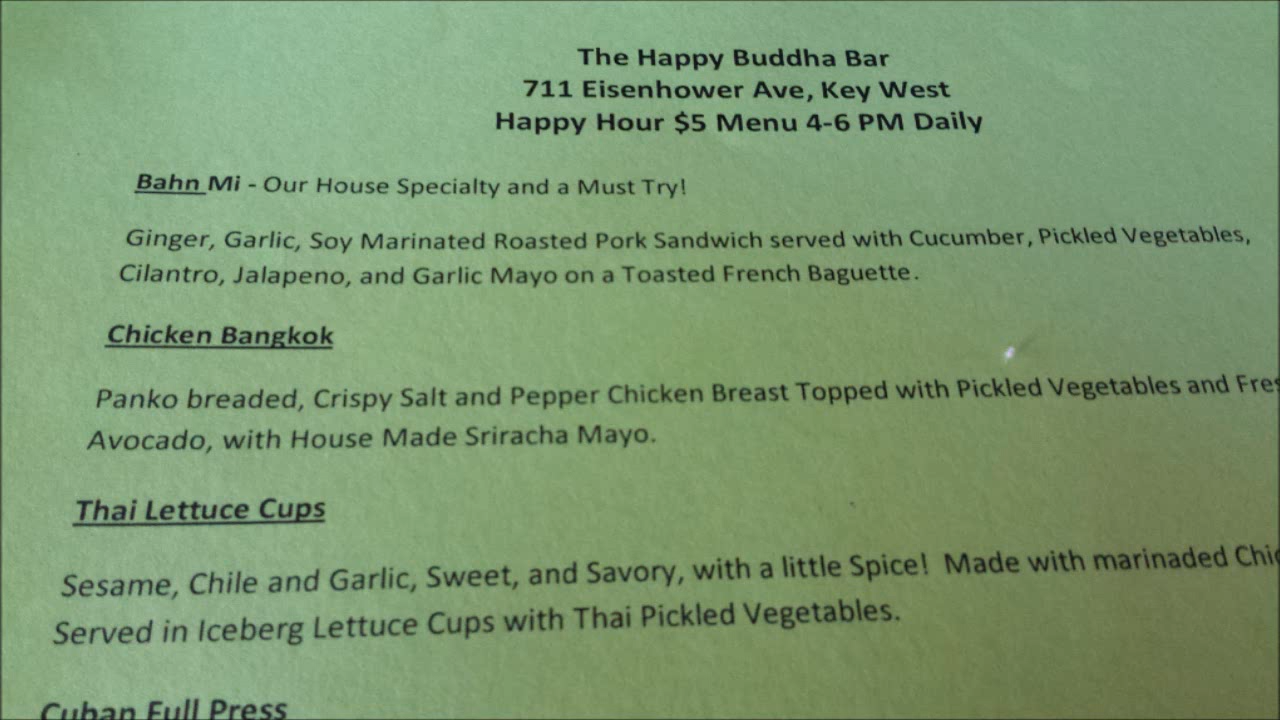 The Happy Buddha Bar
711 Eisenhower Ave, Key West
Happy Hour $5 Menu 4-6 PM Daily
Bahn Mi - Our House Specialty and a Must Try!
Ginger, Garlic, Soy Marinated Roasted Pork Sandwich served with Cucumber, Pickled Vegetables,
Cilantro, Jalapeno, and Garlic Mayo on a Toasted French Baguette.
Chicken Bangkok
Panko breaded, Crispy Salt and Pepper Chicken Breast Topped with Pickled Vegetables and
Avocado, with House Made Sriracha Mayo.
Thai Lettuce Cups
Sesame, Chile and Garlic, Sweet, and Savory, with a little Spice! Made with marinaded
Served in Iceberg Lettuce Cups with Thai Pickled Vegetables.
Cuban Full Press